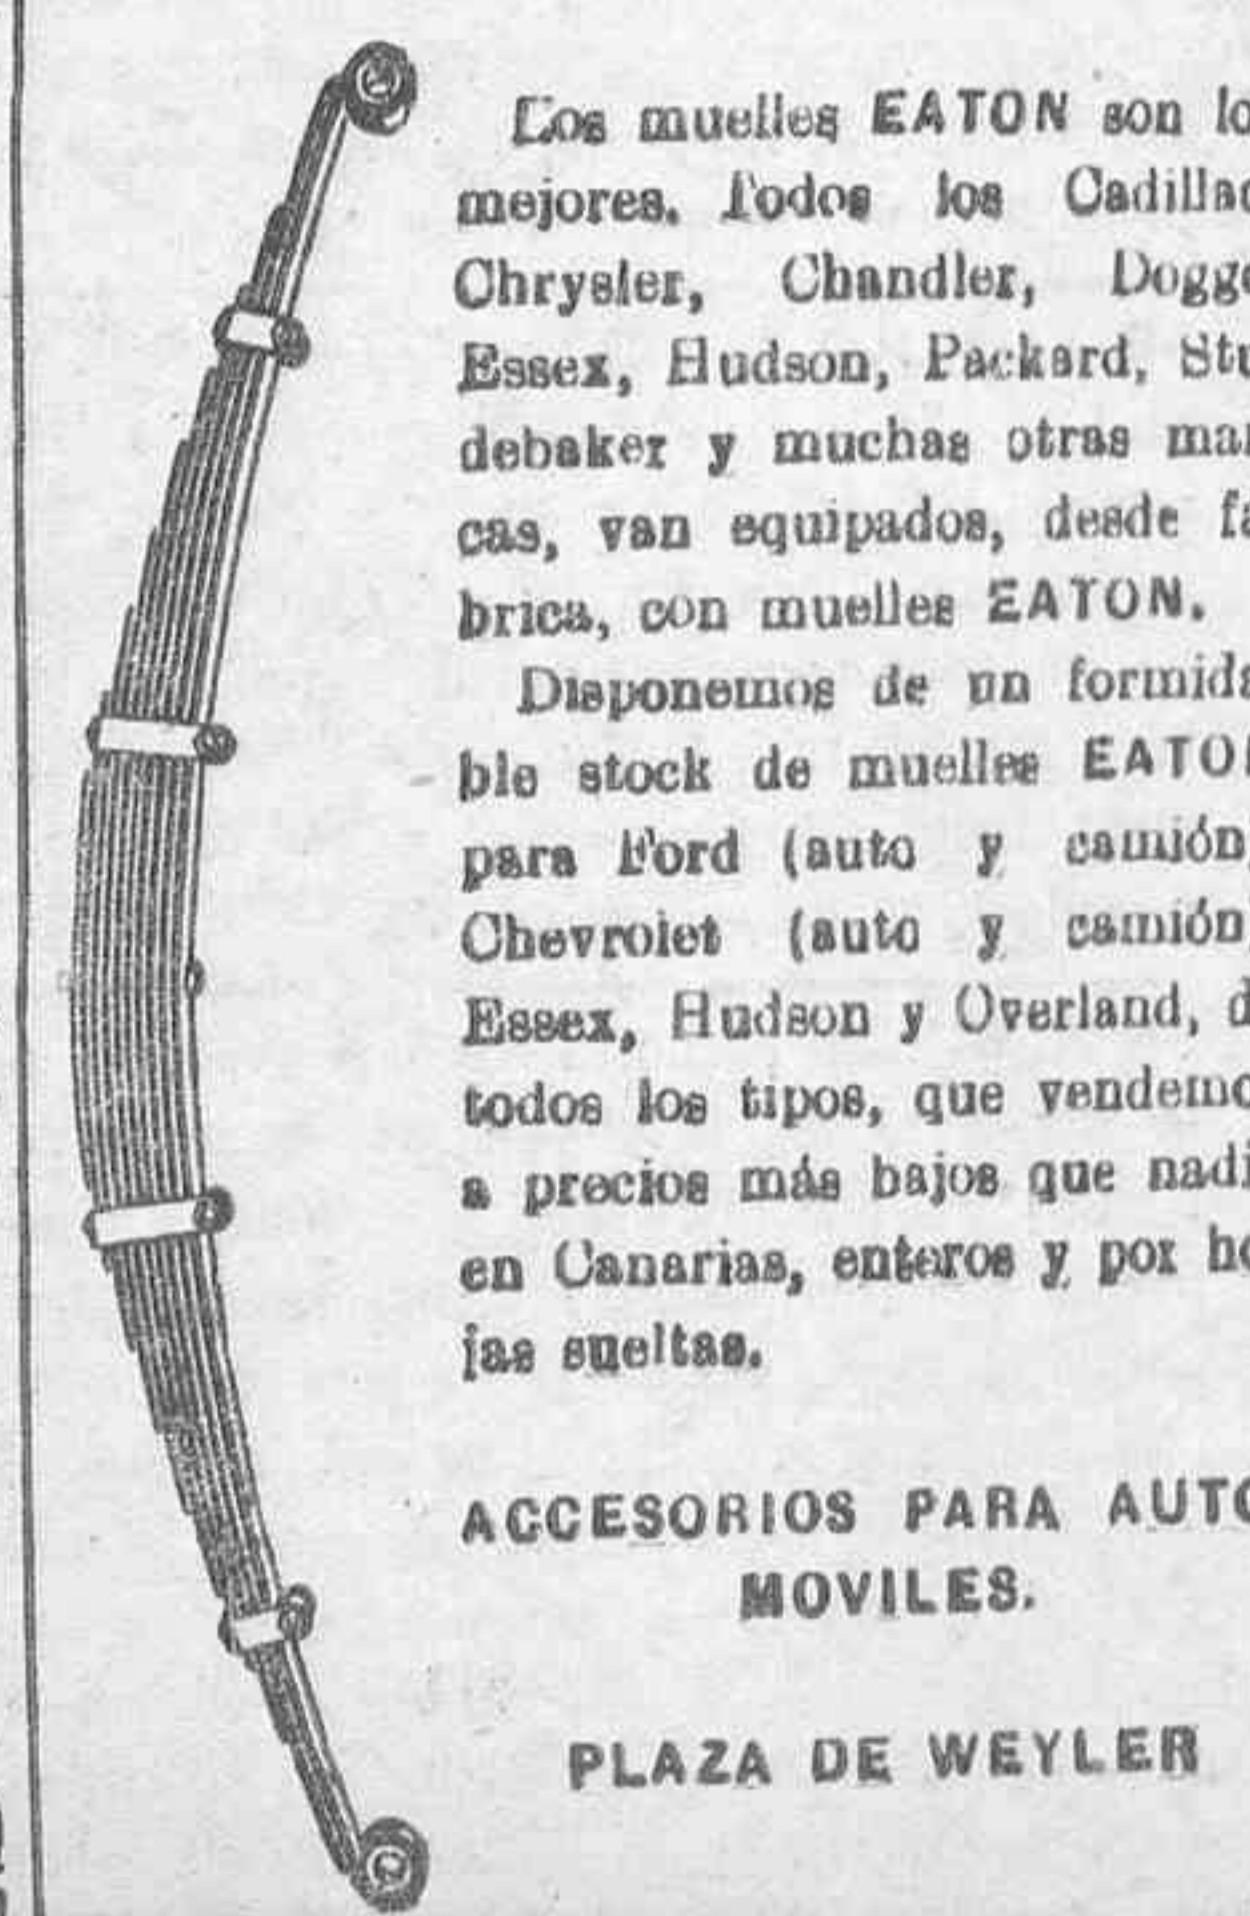 Los muelles EATON son lo
mejores. Todos los Cadillac
Chrysler, Chandler, Dogge
Essex, Hudson, Packard, Stu
debaker y muchas otras mar
cas, van equipados, desde fá
brica, con muelles EATON.
Disponemos de un formida
ble stock de muelles EATON
para Ford (auto y camión
Chevrolet (auto y camión
Essex, Hudson y Overland, d
todos los tipos, que vendemo
a precios más bajos que nadi
en Canarias, enteros y por ho
jas sueltas.
ACCESORIOS PARA AUTO
MOVILES.
PLAZA DE WEYLER